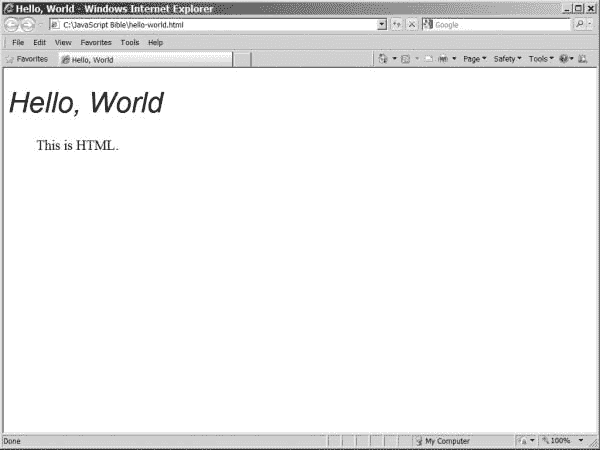 Hello, World - Windows Internet Explorer
C:\JavaScript Bible\hello-world.html
Google
File Edit View Favorites Tools Help
Favorites Hello, World Page Safety Tools
Hello, World
This is HTML.
Done My Computer 100%